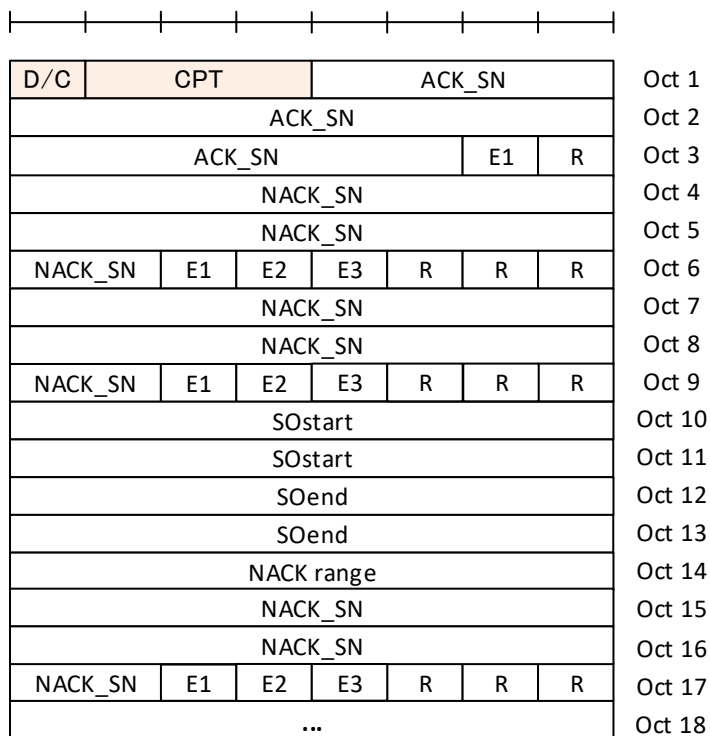 D/C CPT ACK_SN Oct 1
ACK_SN Oct 2
ACK_SN E1 R Oct 3
NACK_SN Oct 4
NACK_SN Oct 5
NACK_SN E1 E2 E3 R R R Oct 6
NACK_SN Oct 7
NACK_SN Oct 8
NACK_SN E1 E2 E3 R R R Oct 9
SOstart Oct 10
SOstart Oct 11
SOend Oct 12
SOend Oct 13
NACK range Oct 14
NACK_SN Oct 15
NACK_SN Oct 16
NACK_SN E1 E2 E3 R R R Oct 17
... Oct 18